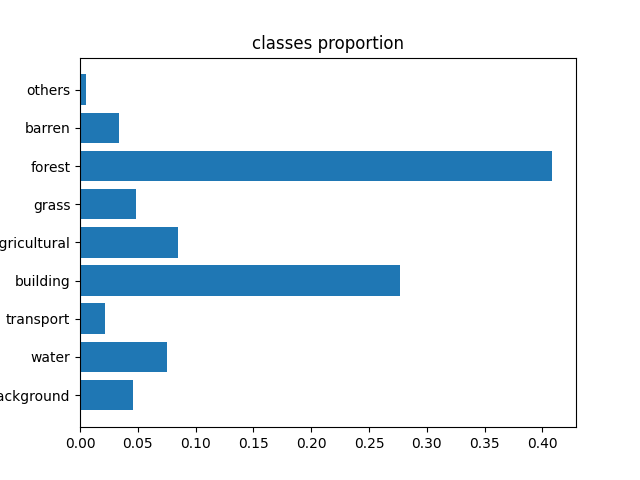 classes proportion
others
barren
forest
grass
gricultural
building
transport
water
ackground
0.00 0.05 0.10 0.15 0.20 0.25 0.30 0.35 0.40